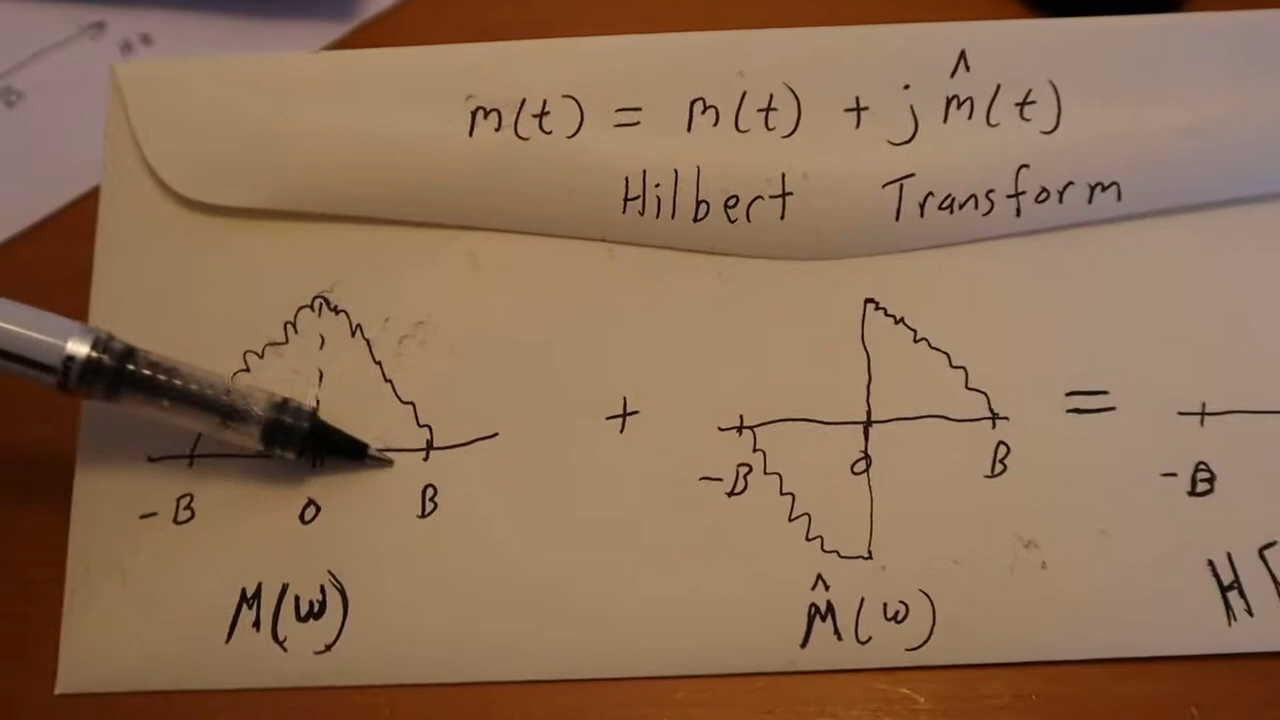 m(t) = m(t) + j m̂(t)
Hilbert Transform
+ =
-B 0 B
-B 0 B
-B
M(ω)
M̂(ω)
H[